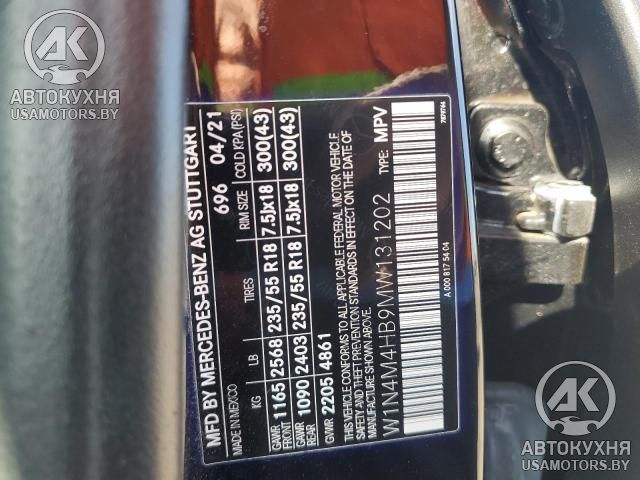 MFD BY MERCEDES-BENZ AG STUTTGART
MADE IN MEXICO 696 04/21
KG LB TIRES RIM SIZE COLD KPA(PSI)
GAWR FRONT 1165 2568 235/55 R18 7.5Jx18 300(43)
GAWR REAR 1090 2403 235/55 R18 7.5Jx18 300(43)
GVWR 2205 4861
THIS VEHICLE CONFORMS TO ALL APPLICABLE FEDERAL MOTOR VEHICLE
SAFETY AND THEFT PREVENTION STANDARDS IN EFFECT ON THE DATE OF
MANUFACTURE SHOWN ABOVE.
W1N4M4HB9MW131202 TYPE: MPV
A 000 817 54 04
7879766
АВТОКУХНЯ
USAMOTORS.BY
АВТОКУХНЯ
USAMOTORS.BY